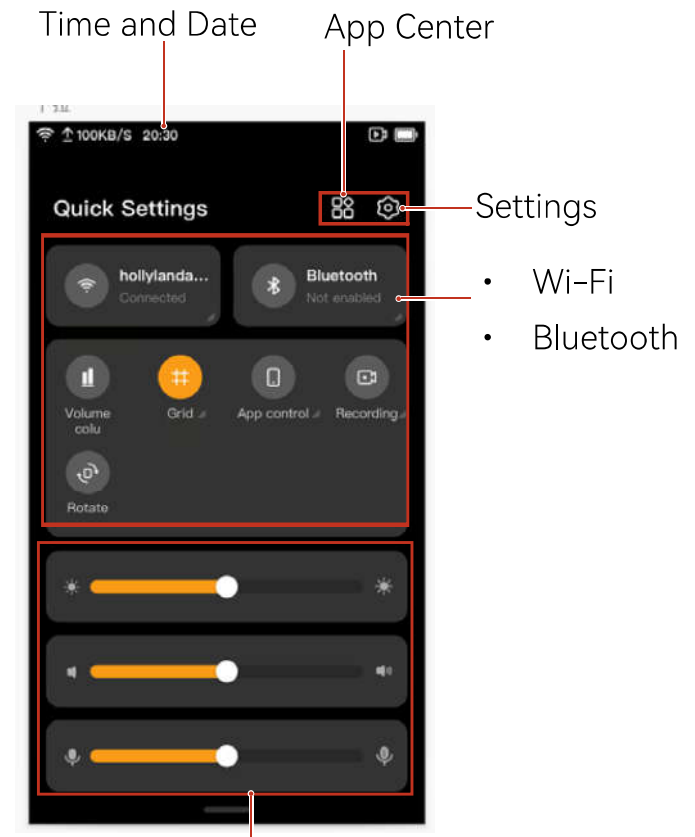 Time and Date
App Center
100KB/S 20:30
Quick Settings
Settings
hollylanda...
Connected
Bluetooth
Not enabled
• Wi-Fi
• Bluetooth
Volume
colu
Grid
App control
Recording
Rotate